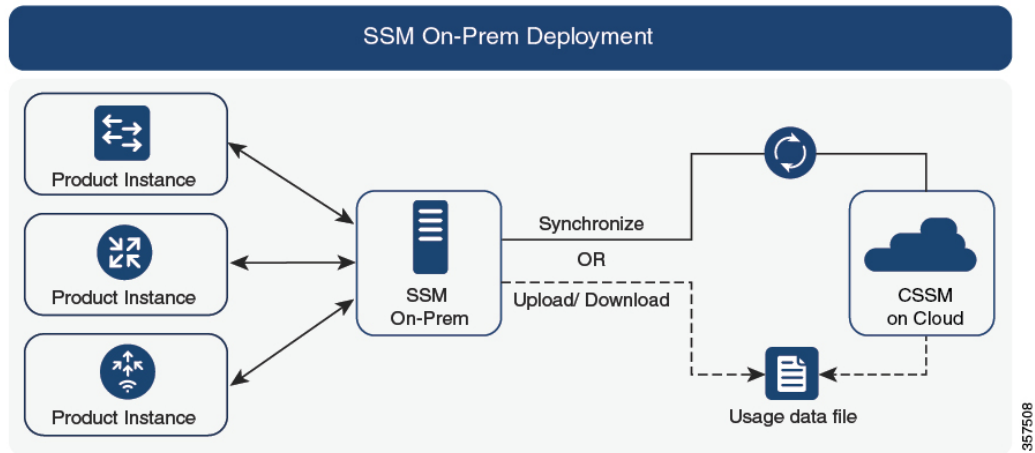 SSM On-Prem Deployment
Product Instance
Product Instance
Product Instance
SSM
On-Prem
Synchronize
OR
Upload/ Download
CSSM
on Cloud
Usage data file
357508